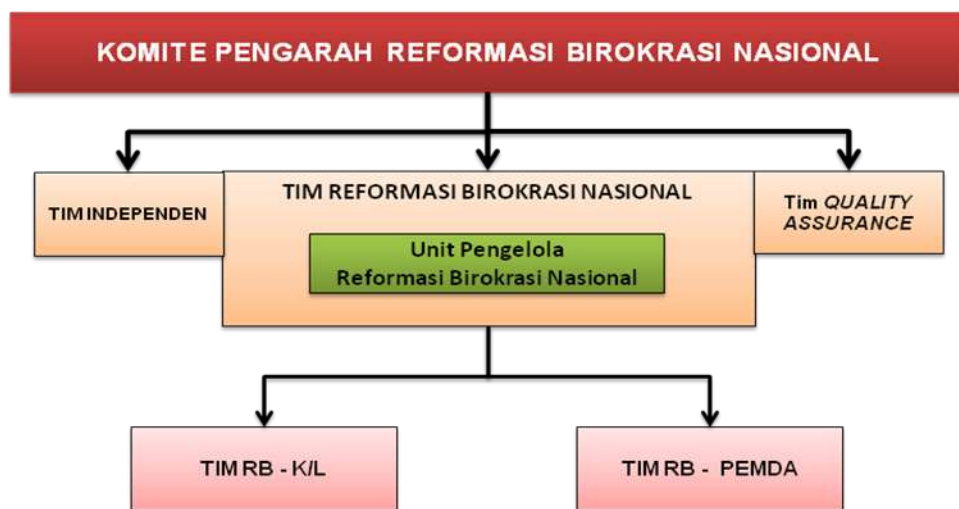 KOMITE PENGARAH REFORMASI BIROKRASI NASIONAL
TIM INDEPENDEN
TIM REFORMASI BIROKRASI NASIONAL
Unit Pengelola
Reformasi Birokrasi Nasional
Tim QUALITY
ASSURANCE
TIM RB - K/L
TIM RB - PEMDA